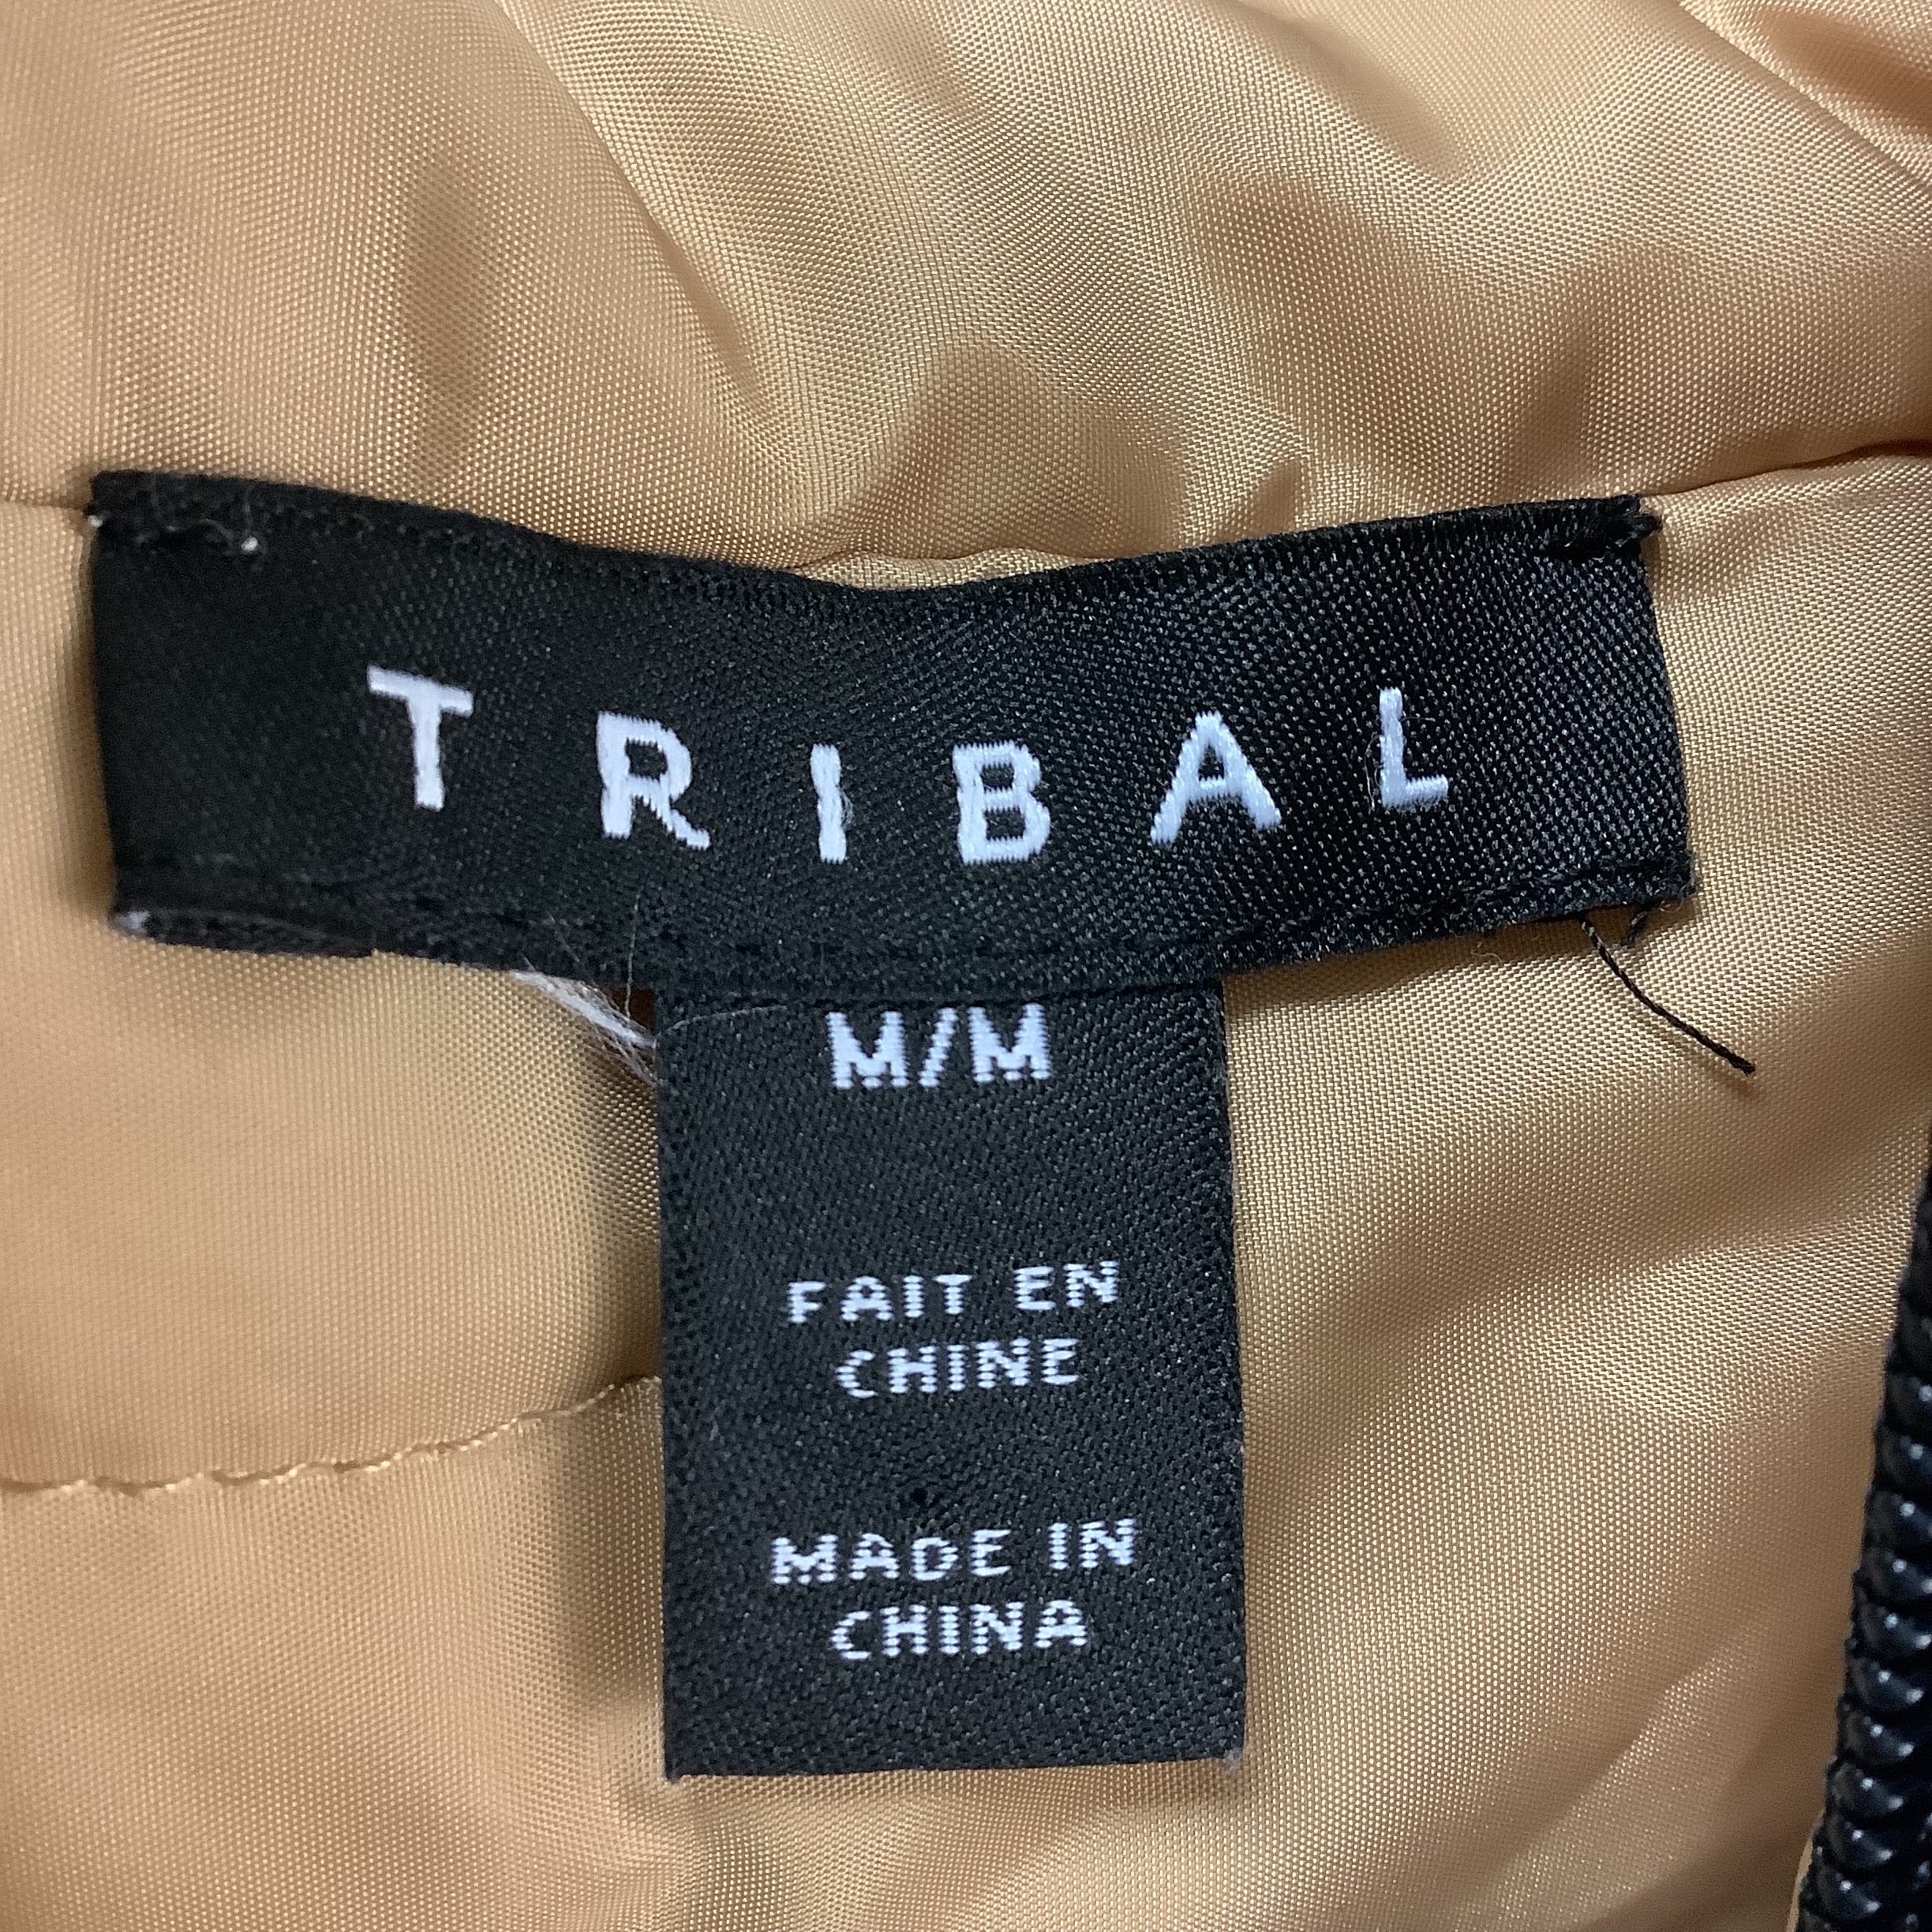 TRIBAL
M/M
FAIT EN
CHINE
MADE IN
CHINA